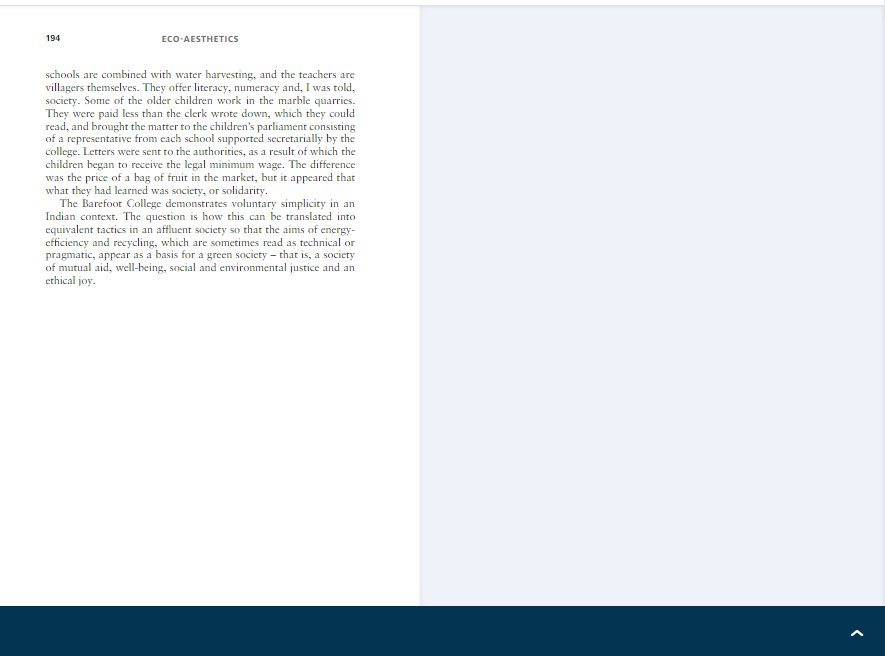 194
ECO-AESTHETICS
schools are combined with water harvesting, and the teachers are
villagers themselves. They offer literacy, numeracy and, I was told,
society. Some of the older children work in the marble quarries.
They were paid less than the clerk wrote down, which they could
read, and brought the matter to the children's parliament consisting
of a representative from each school supported secretarially by the
college. Letters were sent to the authorities, as a result of which the
children began to receive the legal minimum wage. The difference
was the price of a bag of fruit in the market, but it appeared that
what they had learned was society, or solidarity.
The Barefoot College demonstrates voluntary simplicity in an
Indian context. The question is how this can be translated into
equivalent tactics in an affluent society so that the aims of energy-
efficiency and recycling, which are sometimes read as technical or
pragmatic, appear as a basis for a green society – that is, a society
of mutual aid, well-being, social and environmental justice and an
ethical joy.